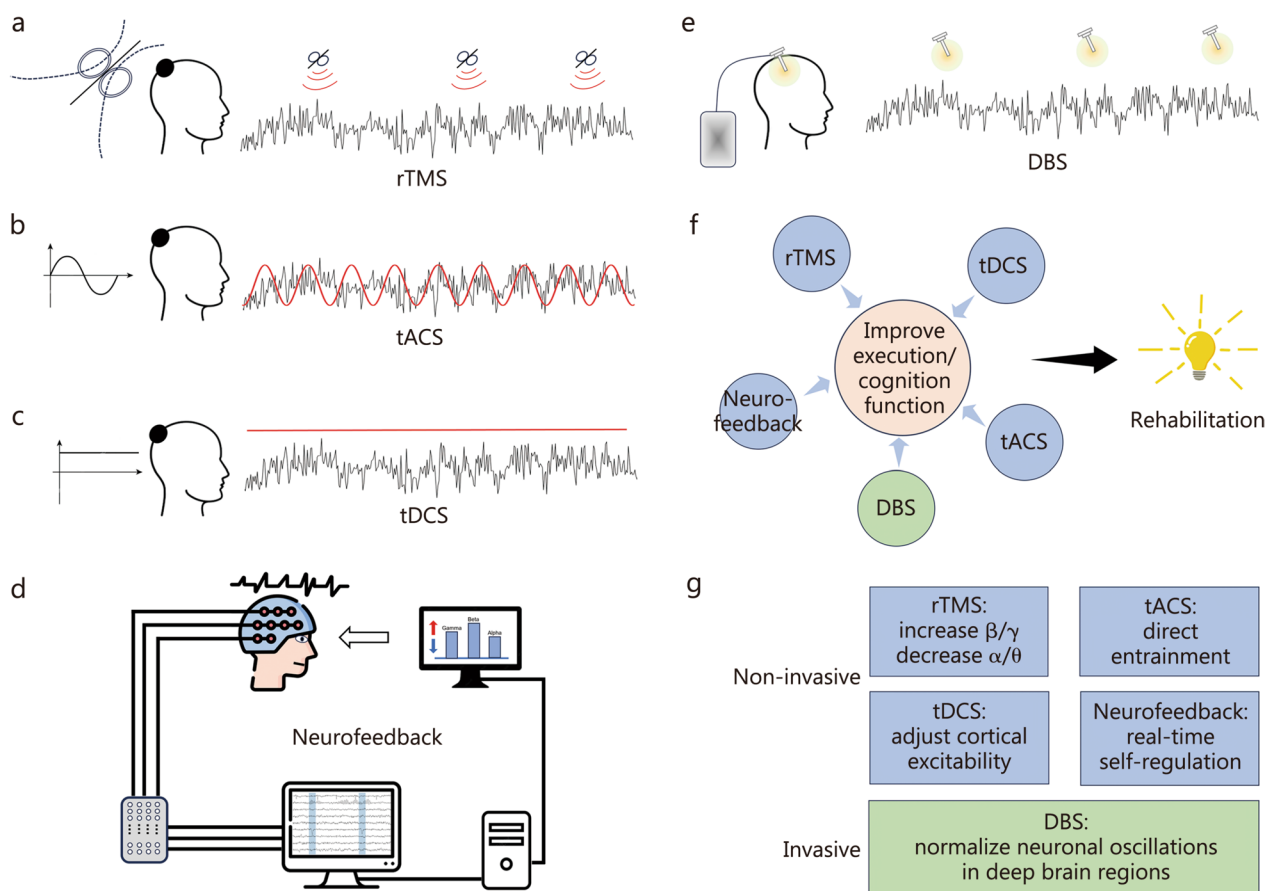 a
rTMS
b
tACS
c
tDCS
d
Gamma
Beta
Alpha
Neurofeedback
e
DBS
f
rTMS
tDCS
Improve
execution/
cognition
function
Neuro-
feedback
tACS
DBS
Rehabilitation
g
Non-invasive
rTMS:
increase β/γ
decrease α/θ
tACS:
direct
entrainment
tDCS:
adjust cortical
excitability
Neurofeedback:
real-time
self-regulation
Invasive
DBS:
normalize neuronal oscillations
in deep brain regions